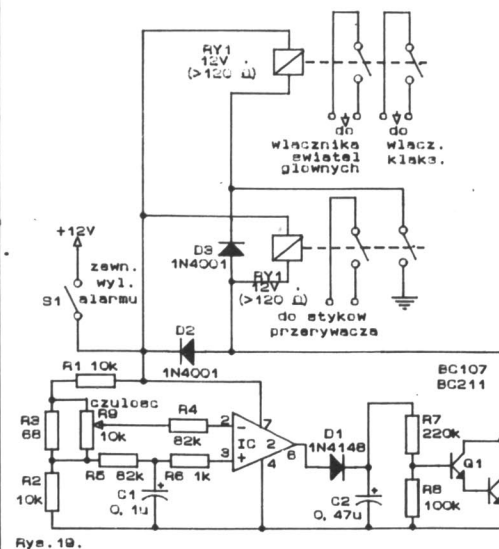 RY1
12V
(>120 Ω)
do
wlacznika
swiatel
glownych
do
wlacz.
klaks.
+12V
zewn.
wyl.
alarmu
S1
D3
1N4001
RY1
12V
(>120 Ω)
do stykow
przerywacza
D2
1N4001
R1 10k
BC107
BC211
czulosc
R3
68
R9
10k
R4
82k
2
7
IC 2
6
3
4
D1
1N4148
R7
220k
Q1
R2
10k
R5 82k
R6 1k
C1
0,1u
C2
0,47u
R8
100k
Rys.19.